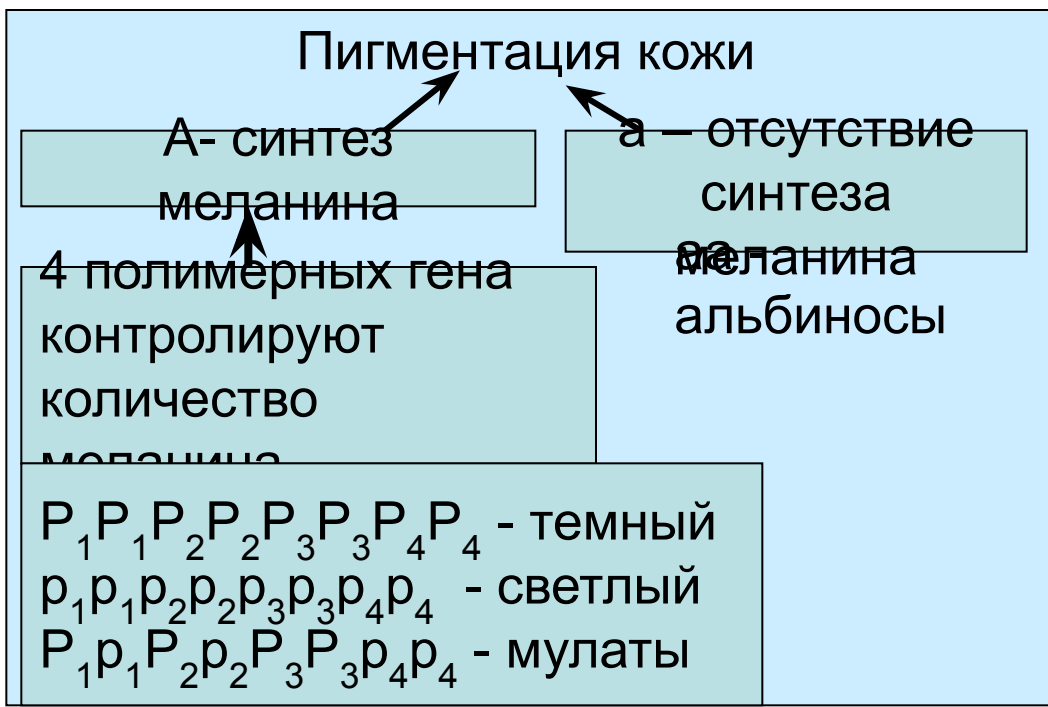 Пигментация кожи
А- синтез
меланина
а – отсутствие
синтеза
меланина
аа -
альбиносы
4 полимерных гена
контролируют
количество
меланина
P₁P₁P₂P₂P₃P₃P₄P₄ - темный
p₁p₁p₂p₂p₃p₃p₄p₄ - светлый
P₁p₁P₂p₂P₃P₃p₄p₄ - мулаты